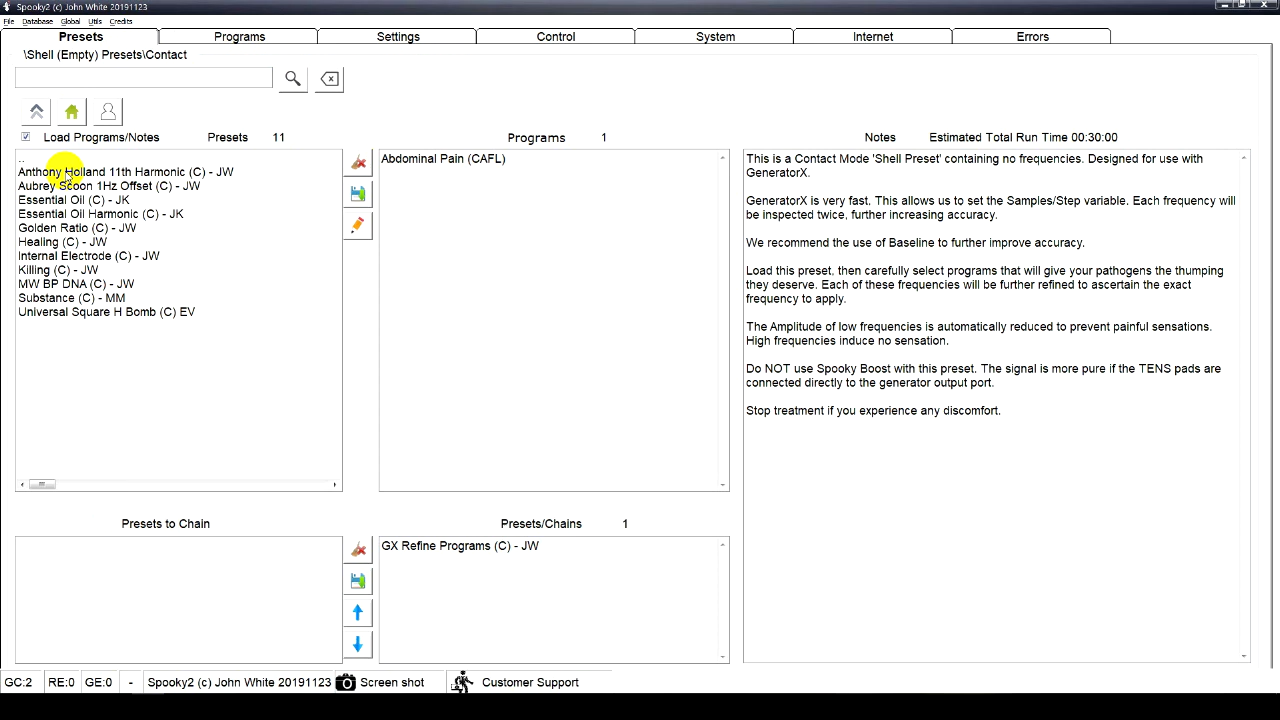 Spooky2 (c) John White 20191123
File Database Global Utils Credits
Presets Programs Settings Control System Internet Errors
\Shell (Empty) Presets\Contact
Load Programs/Notes Presets 11 Programs 1 Notes Estimated Total Run Time 00:30:00
..
Anthony Holland 11th Harmonic (C) - JW
Aubrey Scoon 1Hz Offset (C) - JW
Essential Oil (C) - JK
Essential Oil Harmonic (C) - JK
Golden Ratio (C) - JW
Healing (C) - JW
Internal Electrode (C) - JW
Killing (C) - JW
MW BP DNA (C) - JW
Substance (C) - MM
Universal Square H Bomb (C) EV
Abdominal Pain (CAFL)
This is a Contact Mode 'Shell Preset' containing no frequencies. Designed for use with
GeneratorX.
GeneratorX is very fast. This allows us to set the Samples/Step variable. Each frequency will
be inspected twice, further increasing accuracy.
We recommend the use of Baseline to further improve accuracy.
Load this preset, then carefully select programs that will give your pathogens the thumping
they deserve. Each of these frequencies will be further refined to ascertain the exact
frequency to apply.
The Amplitude of low frequencies is automatically reduced to prevent painful sensations.
High frequencies induce no sensation.
Do NOT use Spooky Boost with this preset. The signal is more pure if the TENS pads are
connected directly to the generator output port.
Stop treatment if you experience any discomfort.
Presets to Chain Presets/Chains 1
GX Refine Programs (C) - JW
GC:2 RE:0 GE:0 - Spooky2 (c) John White 20191123 Screen shot Customer Support